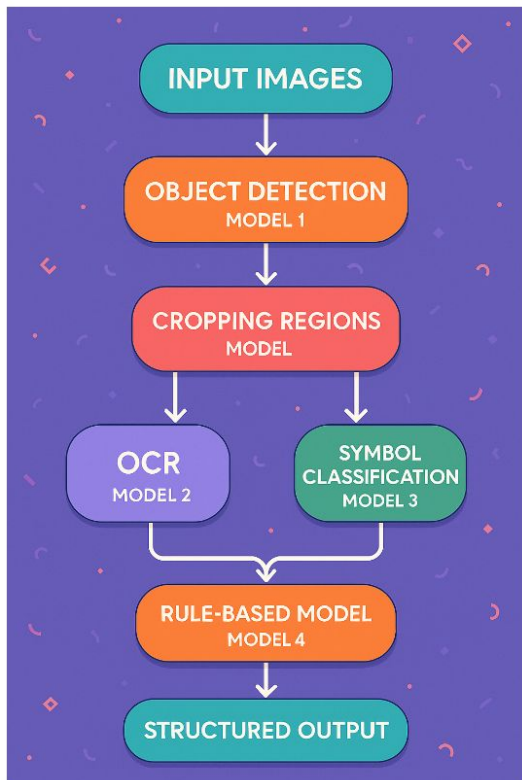 INPUT IMAGES
OBJECT DETECTION
MODEL 1
CROPPING REGIONS
MODEL
OCR
MODEL 2
SYMBOL
CLASSIFICATION
MODEL 3
RULE-BASED MODEL
MODEL 4
STRUCTURED OUTPUT